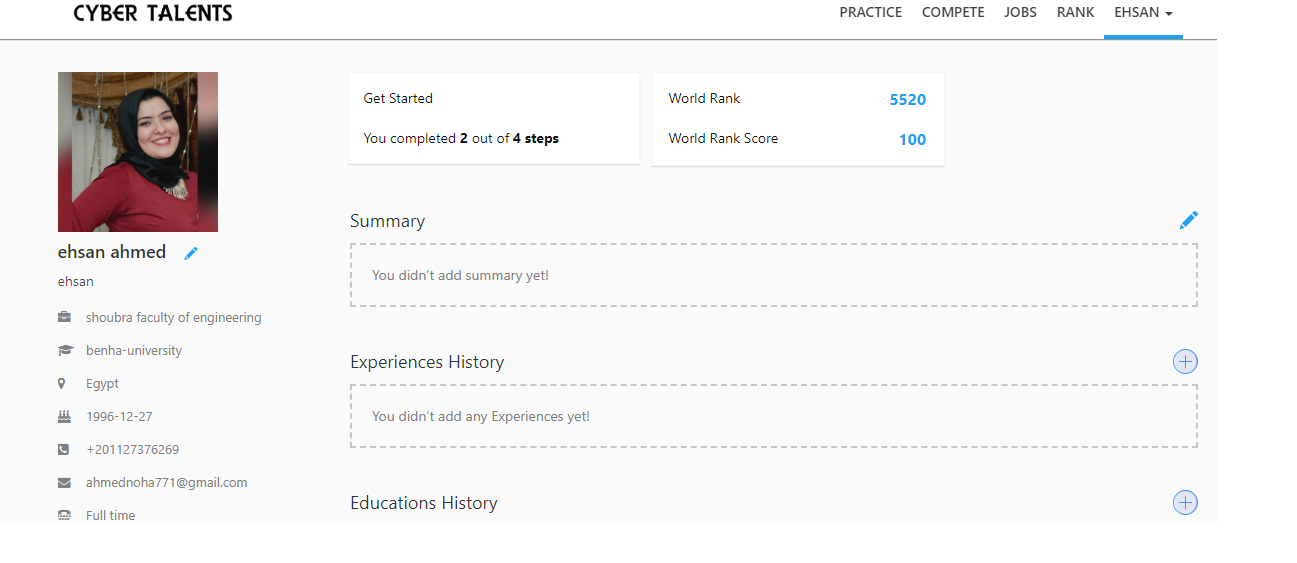 CYBER TALENTS
PRACTICE COMPETE JOBS RANK EHSAN
ehsan ahmed
ehsan
shoubra faculty of engineering
benha-university
Egypt
1996-12-27
+201127376269
ahmednoha771@gmail.com
Full time
Get Started
You completed 2 out of 4 steps
World Rank 5520
World Rank Score 100
Summary
You didn’t add summary yet!
Experiences History
You didn’t add any Experiences yet!
Educations History